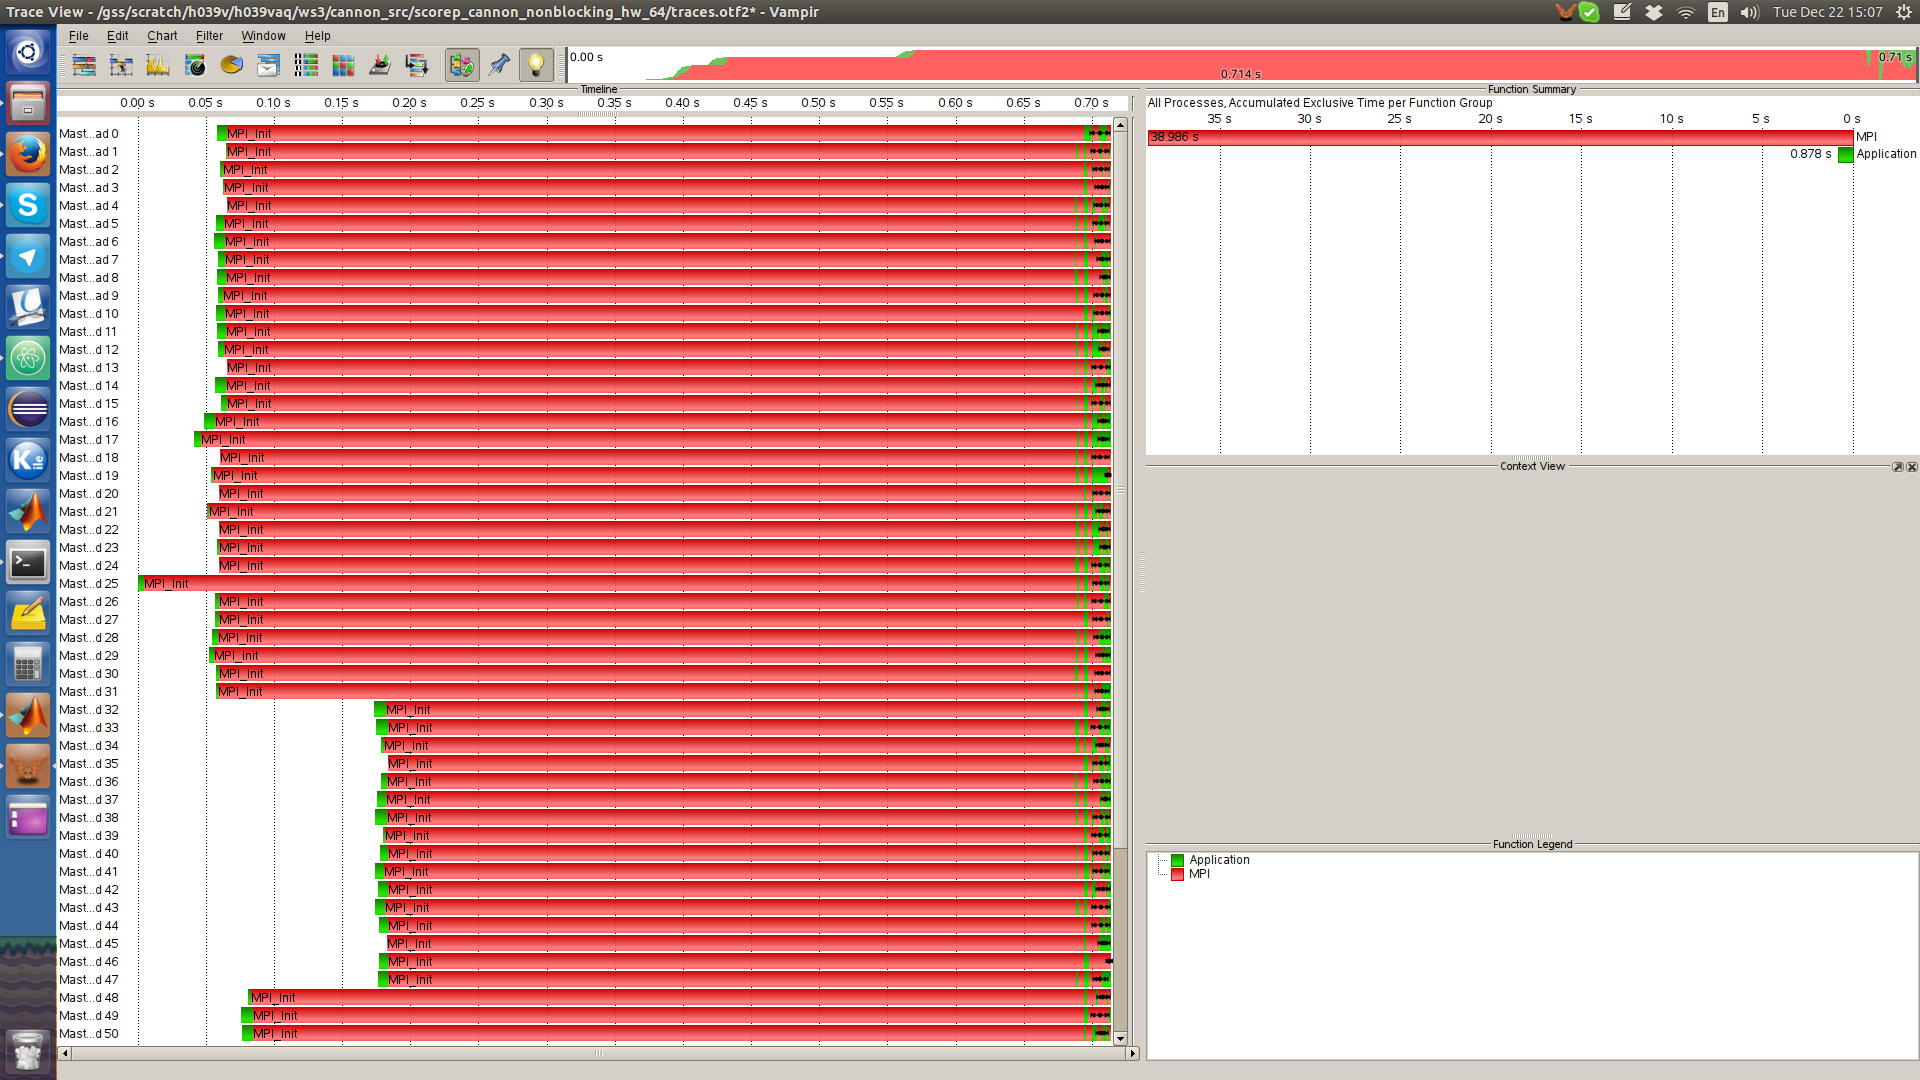 Trace View - /gss/scratch/h039v/h039vaq/ws3/cannon_src/scorep_cannon_nonblocking_hw_64/traces.otf2* - Vampir
En
Tue Dec 22 15:07
File Edit Chart Filter Window Help
0.00 s
0.71 s
0.714 s
Timeline
0.00 s 0.05 s 0.10 s 0.15 s 0.20 s 0.25 s 0.30 s 0.35 s 0.40 s 0.45 s 0.50 s 0.55 s 0.60 s 0.65 s 0.70 s
Mast...ad 0 MPI_Init
Mast...ad 1 MPI_Init
Mast...ad 2 MPI_Init
Mast...ad 3 MPI_Init
Mast...ad 4 MPI_Init
Mast...ad 5 MPI_Init
Mast...ad 6 MPI_Init
Mast...ad 7 MPI_Init
Mast...ad 8 MPI_Init
Mast...ad 9 MPI_Init
Mast...d 10 MPI_Init
Mast...d 11 MPI_Init
Mast...d 12 MPI_Init
Mast...d 13 MPI_Init
Mast...d 14 MPI_Init
Mast...d 15 MPI_Init
Mast...d 16 MPI_Init
Mast...d 17 MPI_Init
Mast...d 18 MPI_Init
Mast...d 19 MPI_Init
Mast...d 20 MPI_Init
Mast...d 21 MPI_Init
Mast...d 22 MPI_Init
Mast...d 23 MPI_Init
Mast...d 24 MPI_Init
Mast...d 25 MPI_Init
Mast...d 26 MPI_Init
Mast...d 27 MPI_Init
Mast...d 28 MPI_Init
Mast...d 29 MPI_Init
Mast...d 30 MPI_Init
Mast...d 31 MPI_Init
Mast...d 32 MPI_Init
Mast...d 33 MPI_Init
Mast...d 34 MPI_Init
Mast...d 35 MPI_Init
Mast...d 36 MPI_Init
Mast...d 37 MPI_Init
Mast...d 38 MPI_Init
Mast...d 39 MPI_Init
Mast...d 40 MPI_Init
Mast...d 41 MPI_Init
Mast...d 42 MPI_Init
Mast...d 43 MPI_Init
Mast...d 44 MPI_Init
Mast...d 45 MPI_Init
Mast...d 46 MPI_Init
Mast...d 47 MPI_Init
Mast...d 48 MPI_Init
Mast...d 49 MPI_Init
Mast...d 50 MPI_Init
Function Summary
All Processes, Accumulated Exclusive Time per Function Group
35 s 30 s 25 s 20 s 15 s 10 s 5 s 0 s
38.986 s MPI
0.878 s Application
Context View
Function Legend
Application
MPI